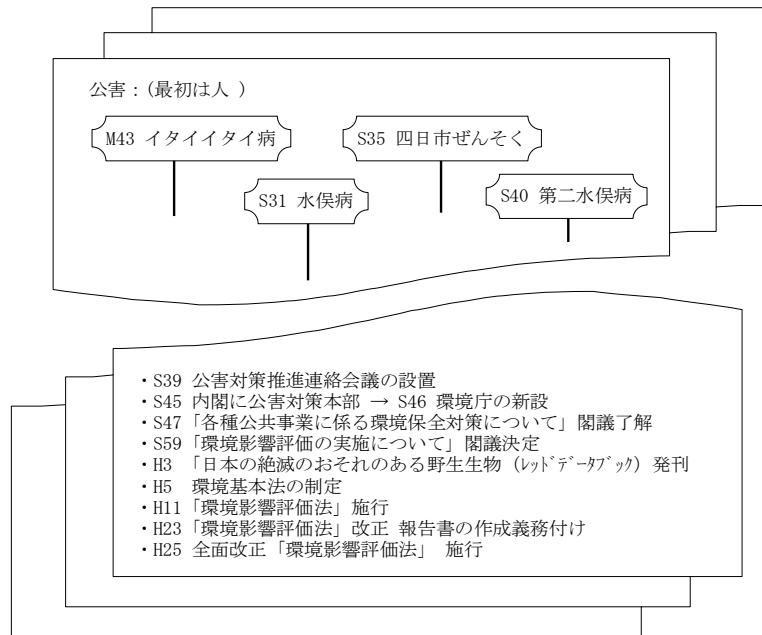 公害：(最初は人 )
M43 イタイイタイ病
S35 四日市ぜんそく
S31 水俣病
S40 第二水俣病
・S39 公害対策推進連絡会議の設置
・S45 内閣に公害対策本部 → S46 環境庁の新設
・S47「各種公共事業に係る環境保全対策について」閣議了解
・S59「環境影響評価の実施について」閣議決定
・H3 「日本の絶滅のおそれのある野生生物（ﾚｯﾄﾞﾃﾞｰﾀﾌﾞｯｸ）発刊
・H5 環境基本法の制定
・H11「環境影響評価法」施行
・H23「環境影響評価法」改正 報告書の作成義務付け
・H25 全面改正「環境影響評価法」 施行